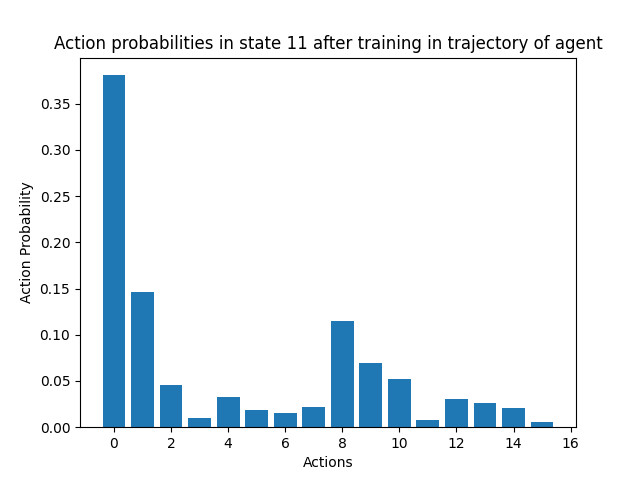 Action probabilities in state 11 after training in trajectory of agent
0.35
0.30
0.25
0.20
0.15
0.10
0.05
0.00
Action Probability
0 2 4 6 8 10 12 14 16
Actions